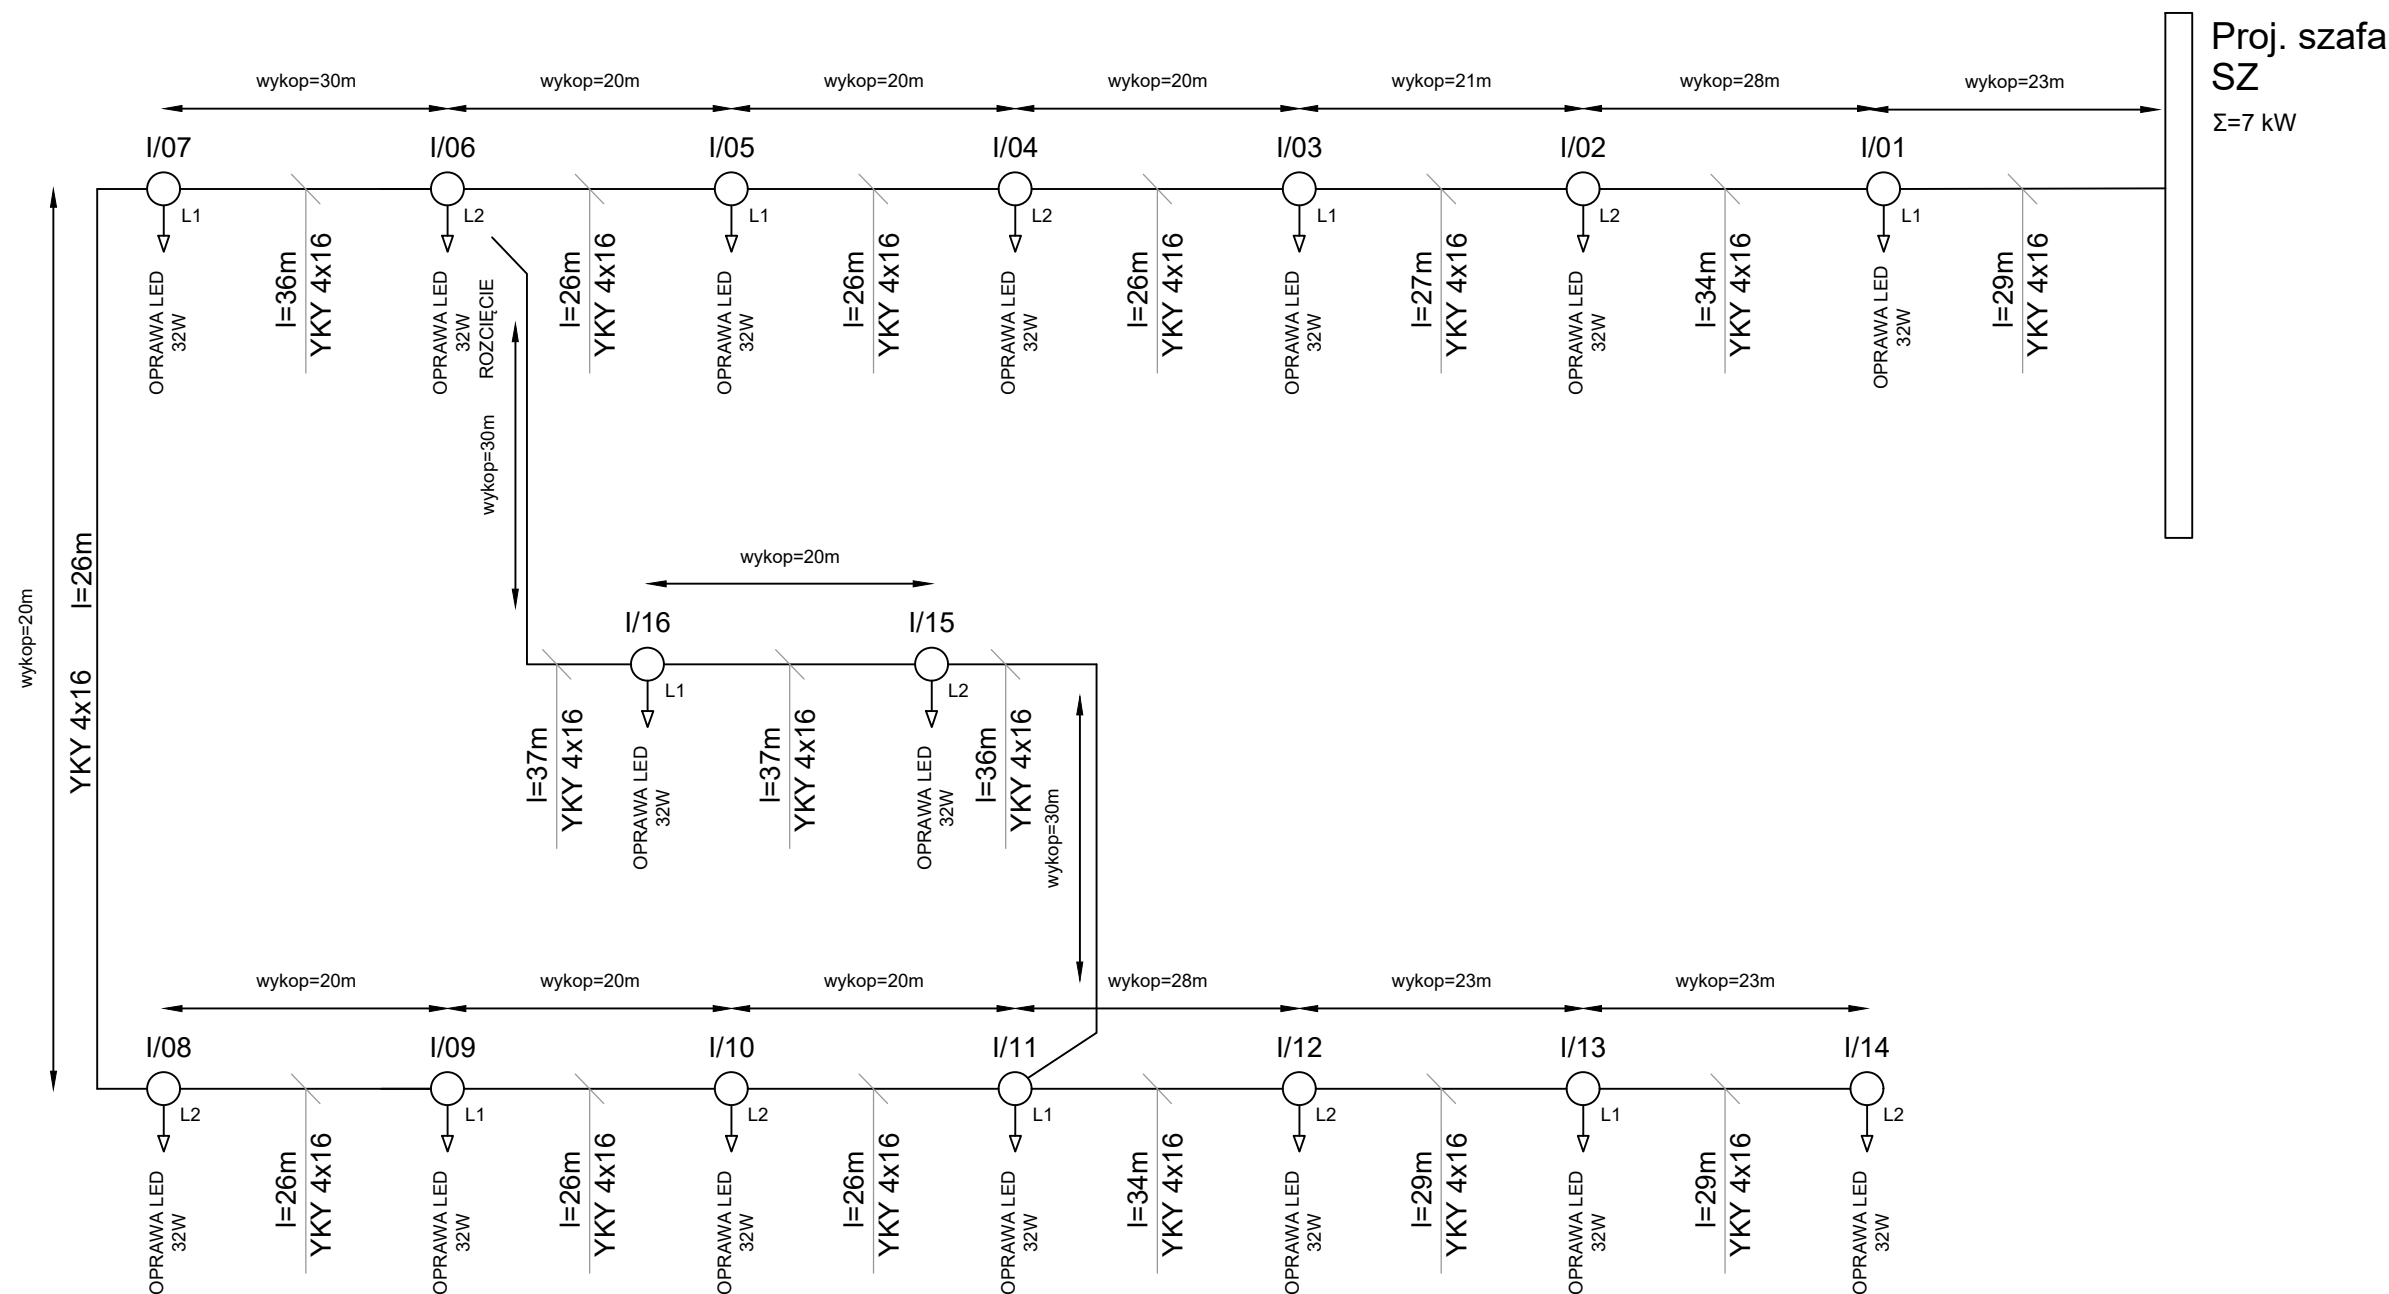 Proj. szafa
SZ
Σ=7 kW
wykop=30m
wykop=20m
wykop=20m
wykop=20m
wykop=21m
wykop=28m
wykop=23m
I/07
I/06
I/05
I/04
I/03
I/02
I/01
L1
L2
L1
L2
L1
L2
L1
OPRAWA LED
32W
l=36m
YKY 4x16
OPRAWA LED
32W
ROZCIĘCIE
l=26m
YKY 4x16
OPRAWA LED
32W
l=26m
YKY 4x16
OPRAWA LED
32W
l=26m
YKY 4x16
OPRAWA LED
32W
l=27m
YKY 4x16
OPRAWA LED
32W
l=34m
YKY 4x16
OPRAWA LED
32W
l=29m
YKY 4x16
wykop=30m
wykop=20m
YKY 4x16 l=26m
wykop=20m
I/16
I/15
L1
L2
l=37m
YKY 4x16
OPRAWA LED
32W
l=37m
YKY 4x16
OPRAWA LED
32W
l=36m
YKY 4x16
wykop=30m
wykop=20m
wykop=20m
wykop=20m
wykop=28m
wykop=23m
wykop=23m
I/08
I/09
I/10
I/11
I/12
I/13
I/14
L2
L1
L2
L1
L2
L1
L2
OPRAWA LED
32W
l=26m
YKY 4x16
OPRAWA LED
32W
l=26m
YKY 4x16
OPRAWA LED
32W
l=26m
YKY 4x16
OPRAWA LED
32W
l=34m
YKY 4x16
OPRAWA LED
32W
l=29m
YKY 4x16
OPRAWA LED
32W
l=29m
YKY 4x16
OPRAWA LED
32W